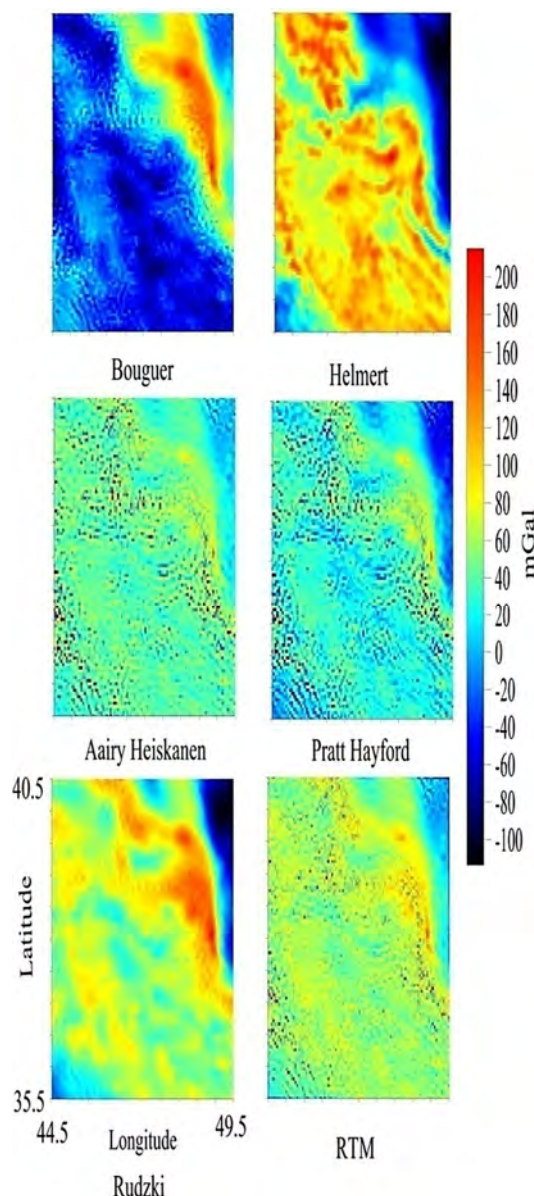 Bouguer
Helmert
200
180
160
140
120
100
80
60
40
20
0
-20
-40
-60
-80
-100
mGal
Aairy Heiskanen
Pratt Hayford
40.5
Latitude
35.5
44.5
Longitude
49.5
Rudzki
RTM